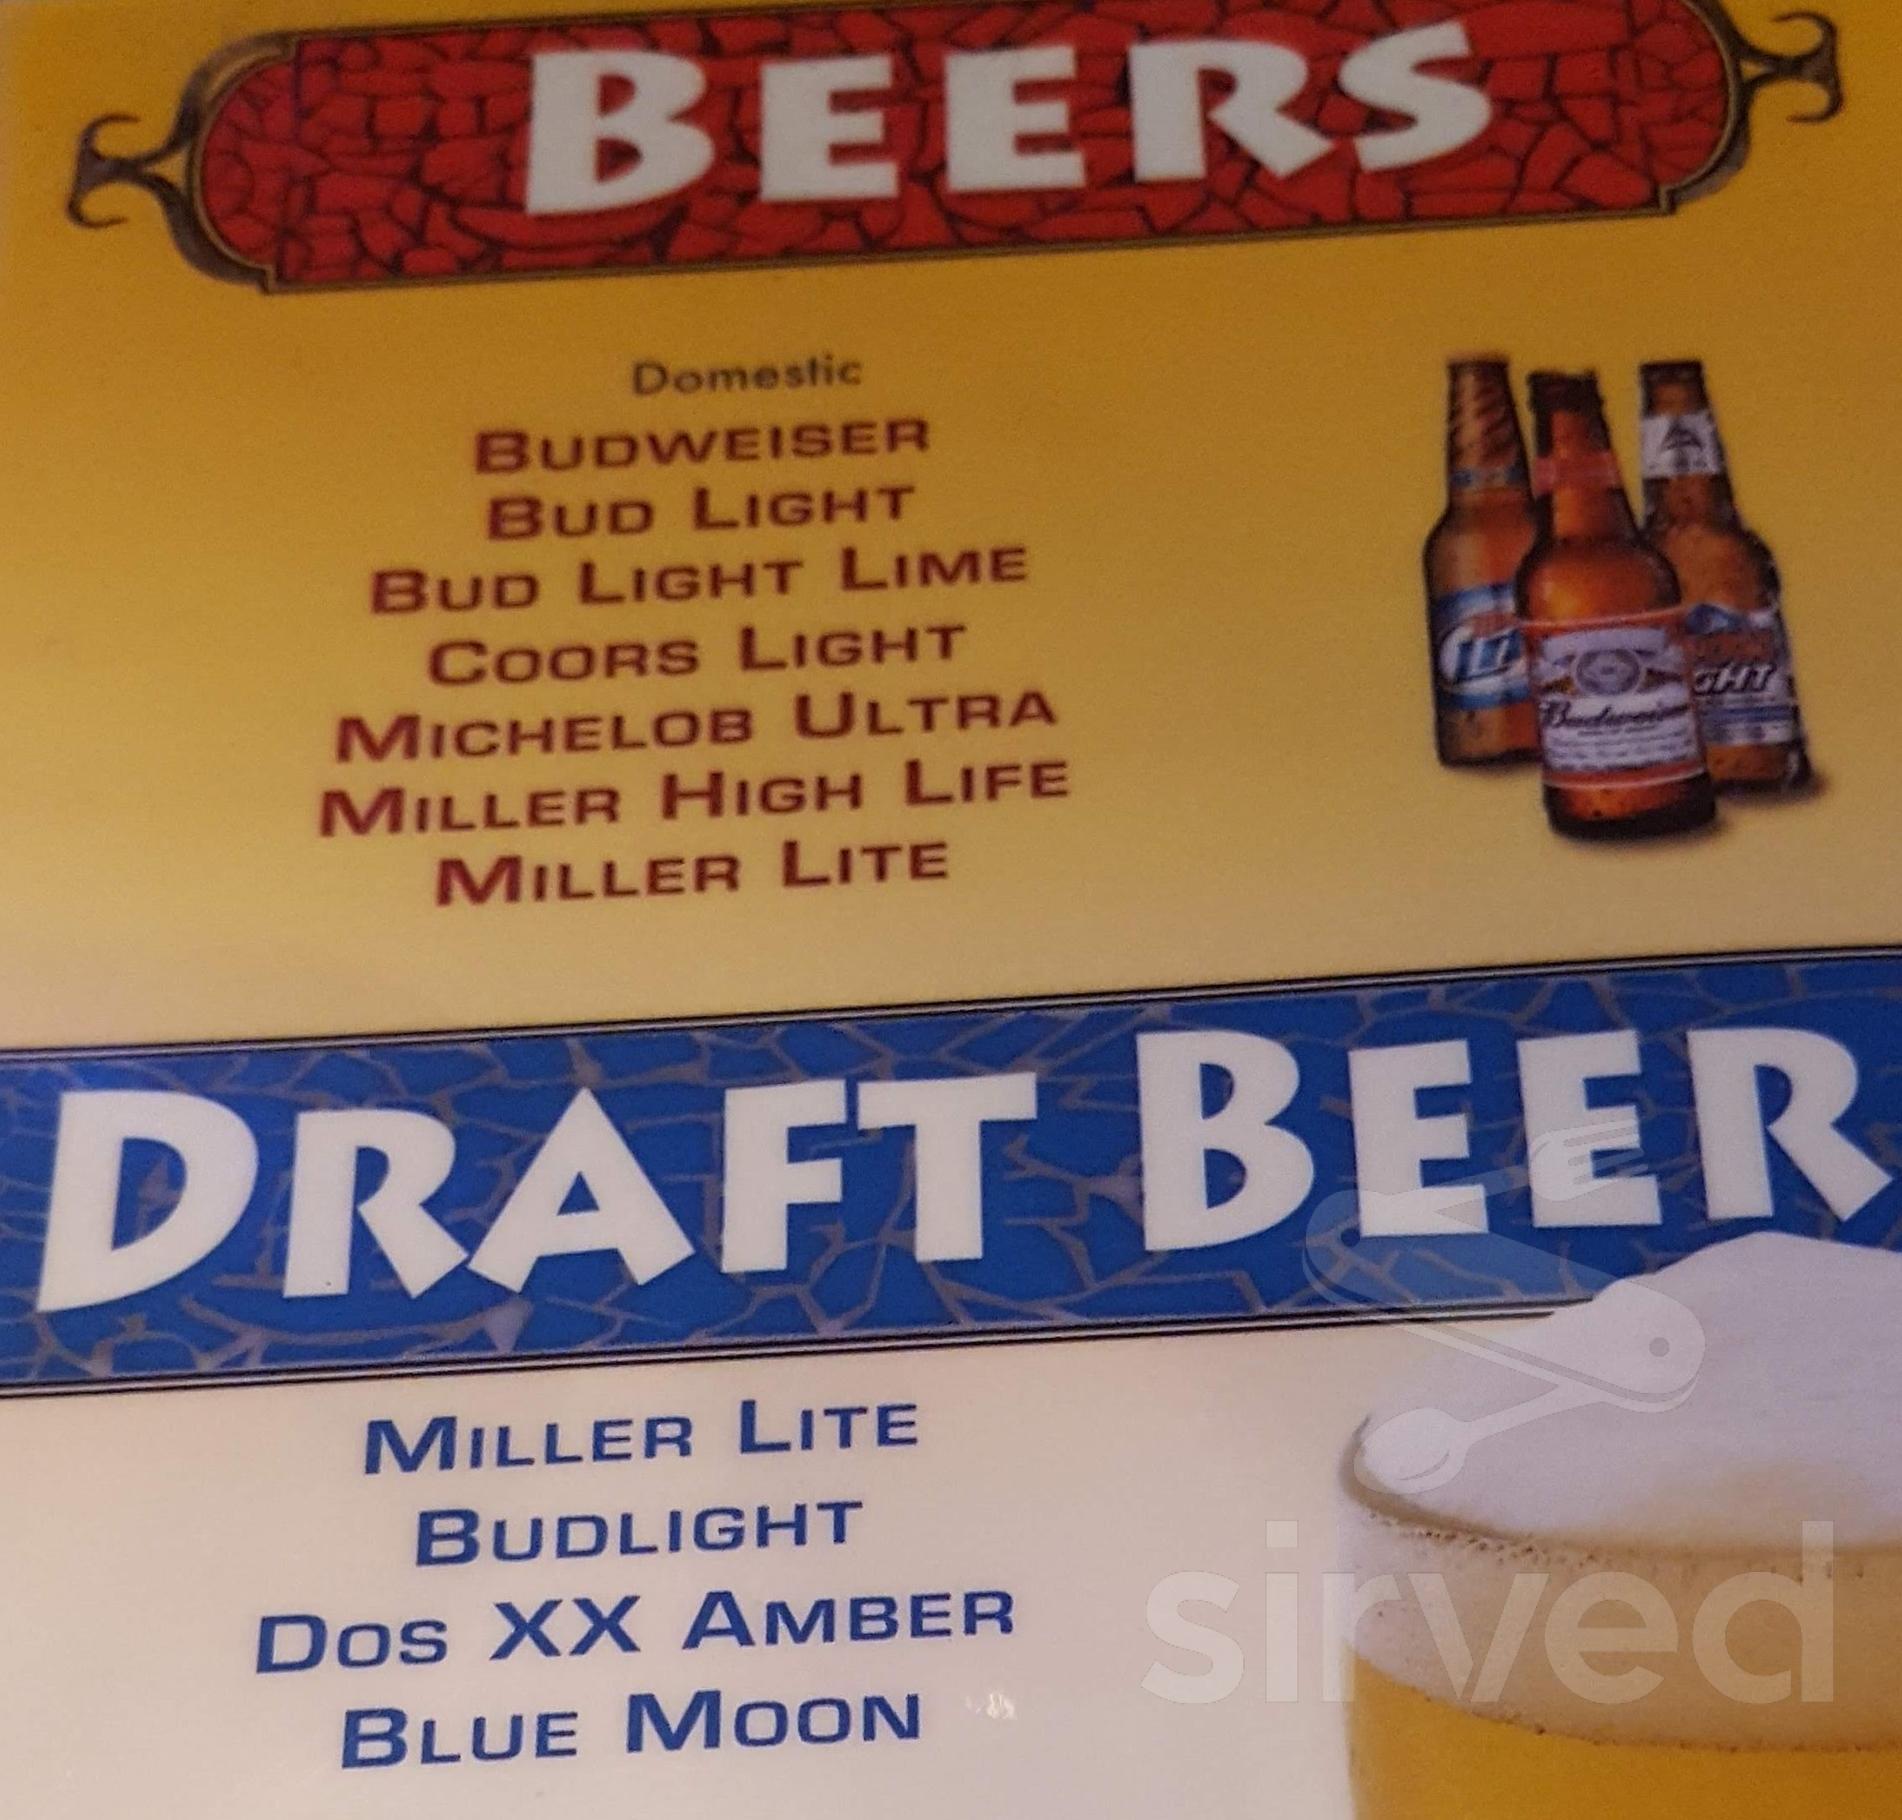 BEERS
Domestic
BUDWEISER
BUD LIGHT
BUD LIGHT LIME
COORS LIGHT
MICHELOB ULTRA
MILLER HIGH LIFE
MILLER LITE
Budweiser
DRAFT BEER
MILLER LITE
BUDLIGHT
DOS XX AMBER
BLUE MOON
sirved